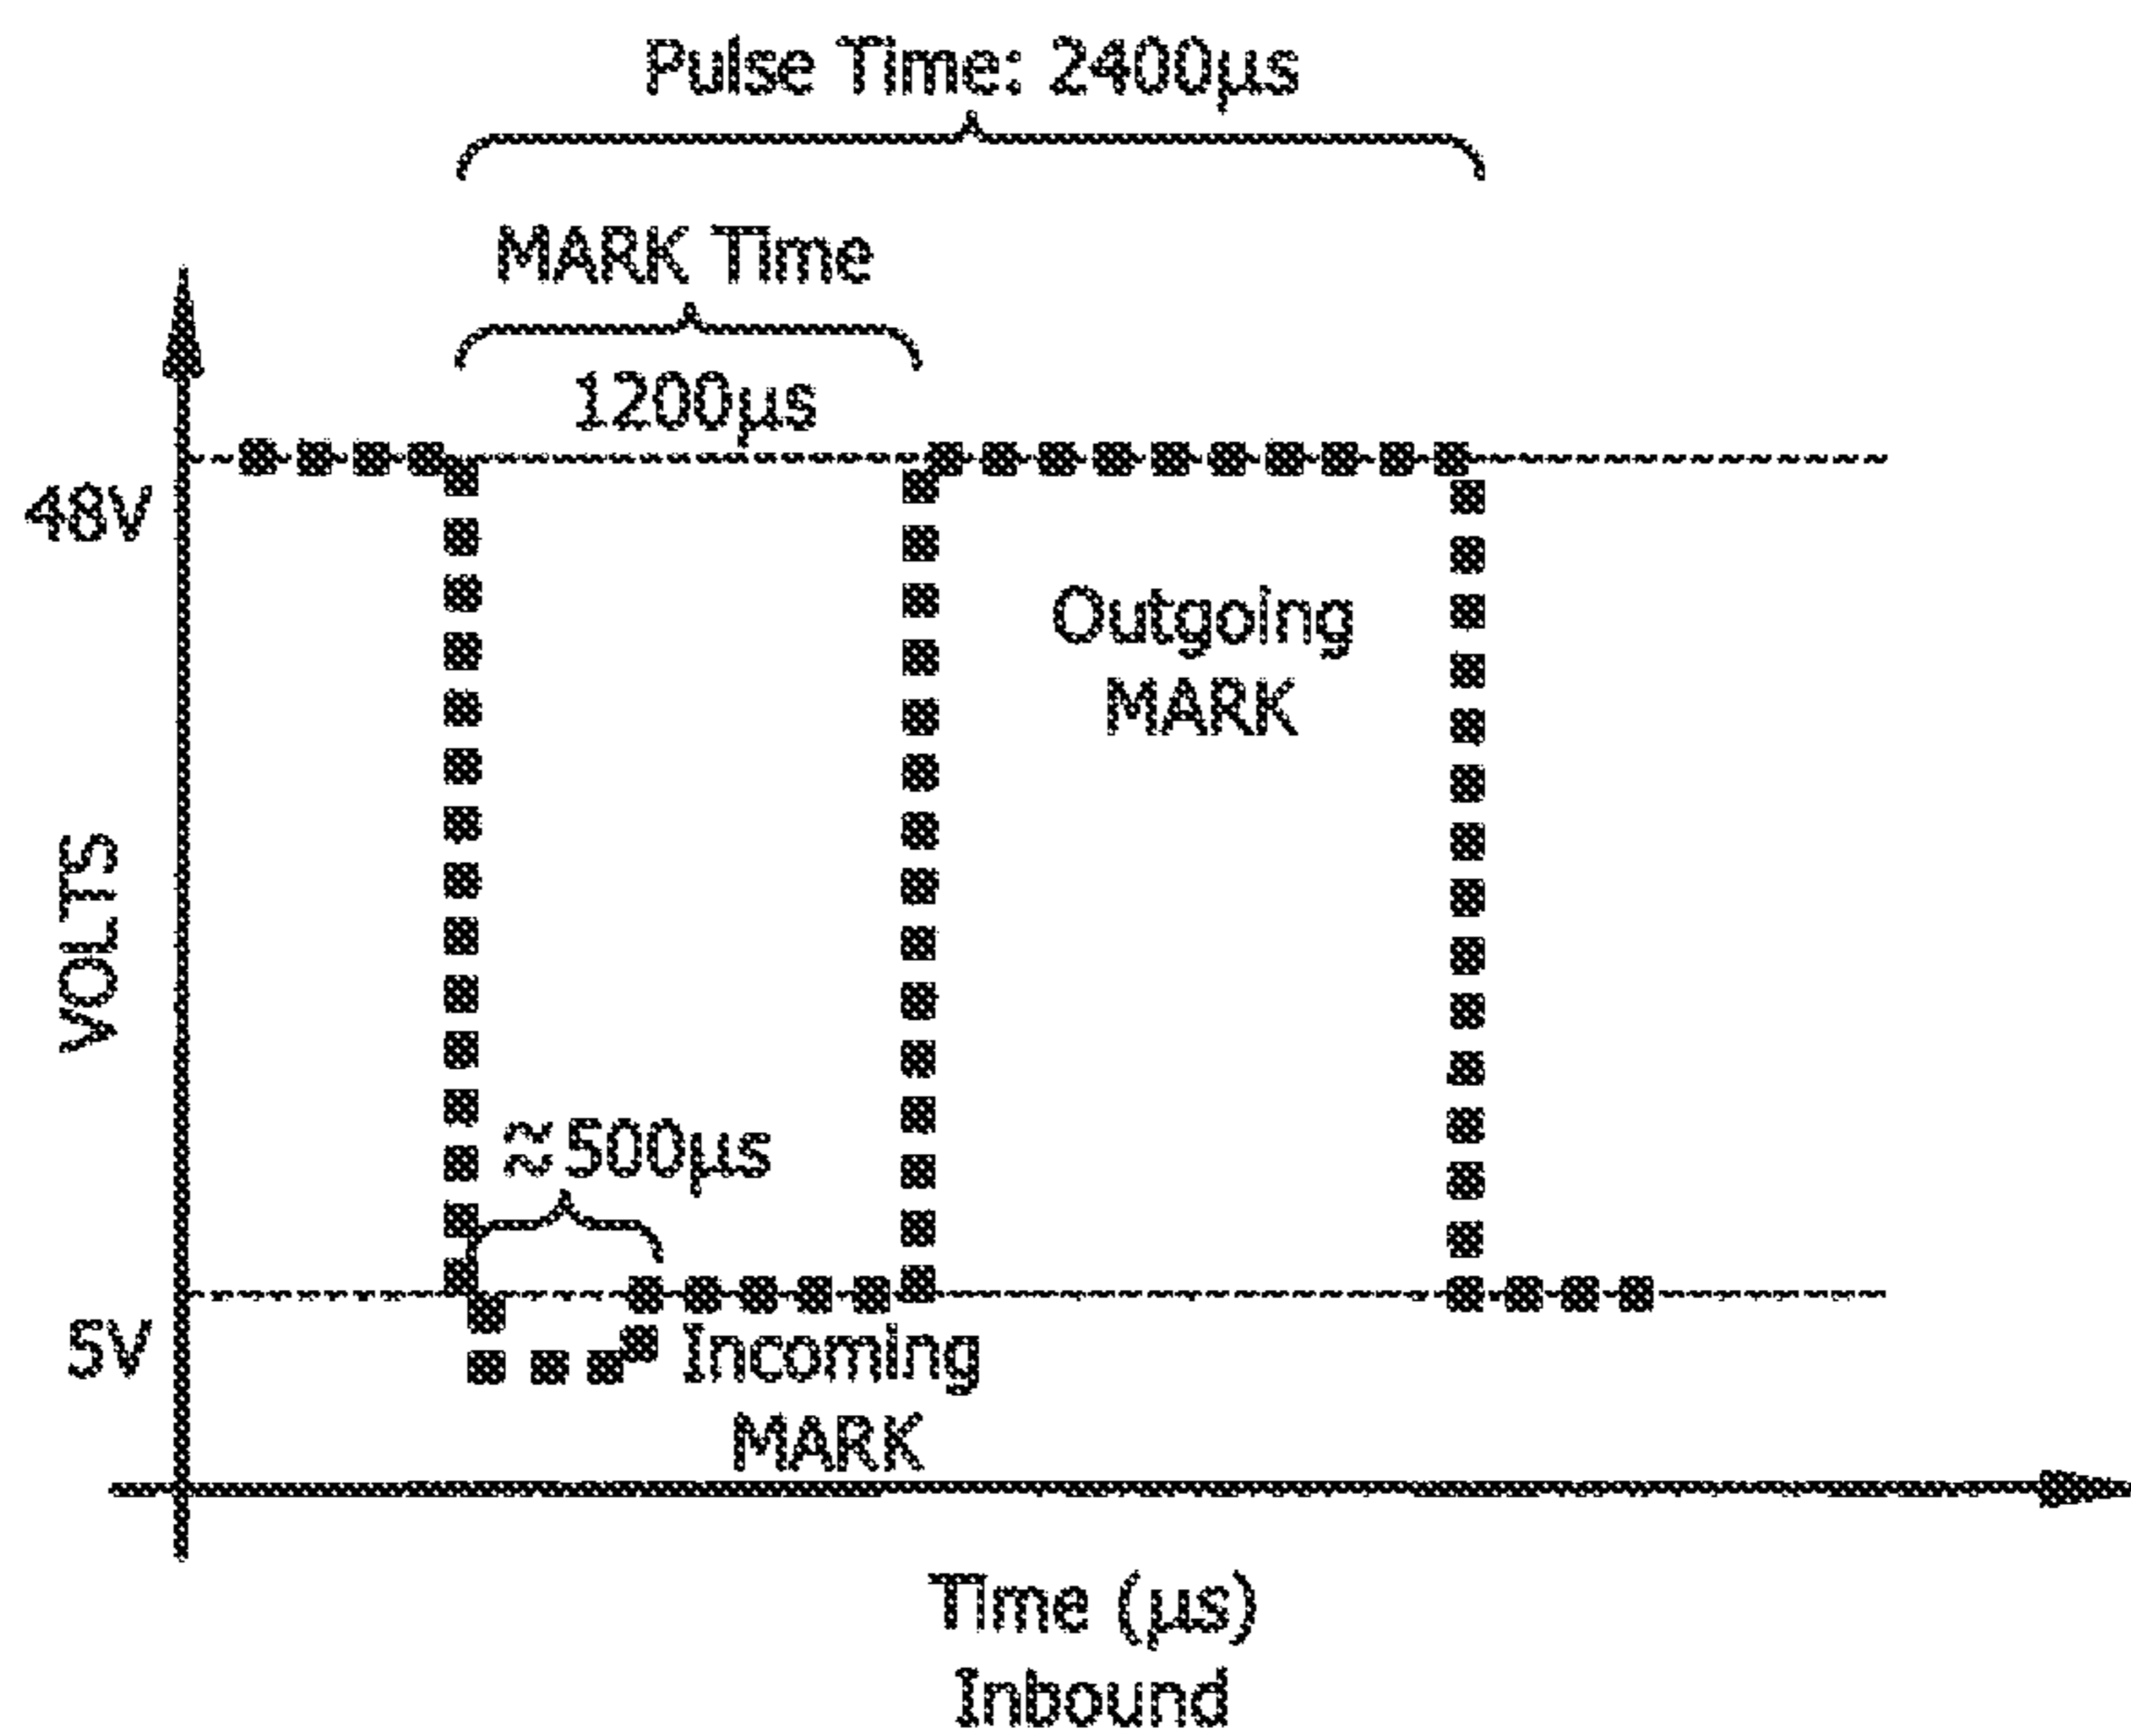 Pulse Time: 2400µs
MARK Time
1200µs
48V
Outgoing
MARK
VOLTS
≈500µs
5V
Incoming
MARK
Time (µs)
Inbound